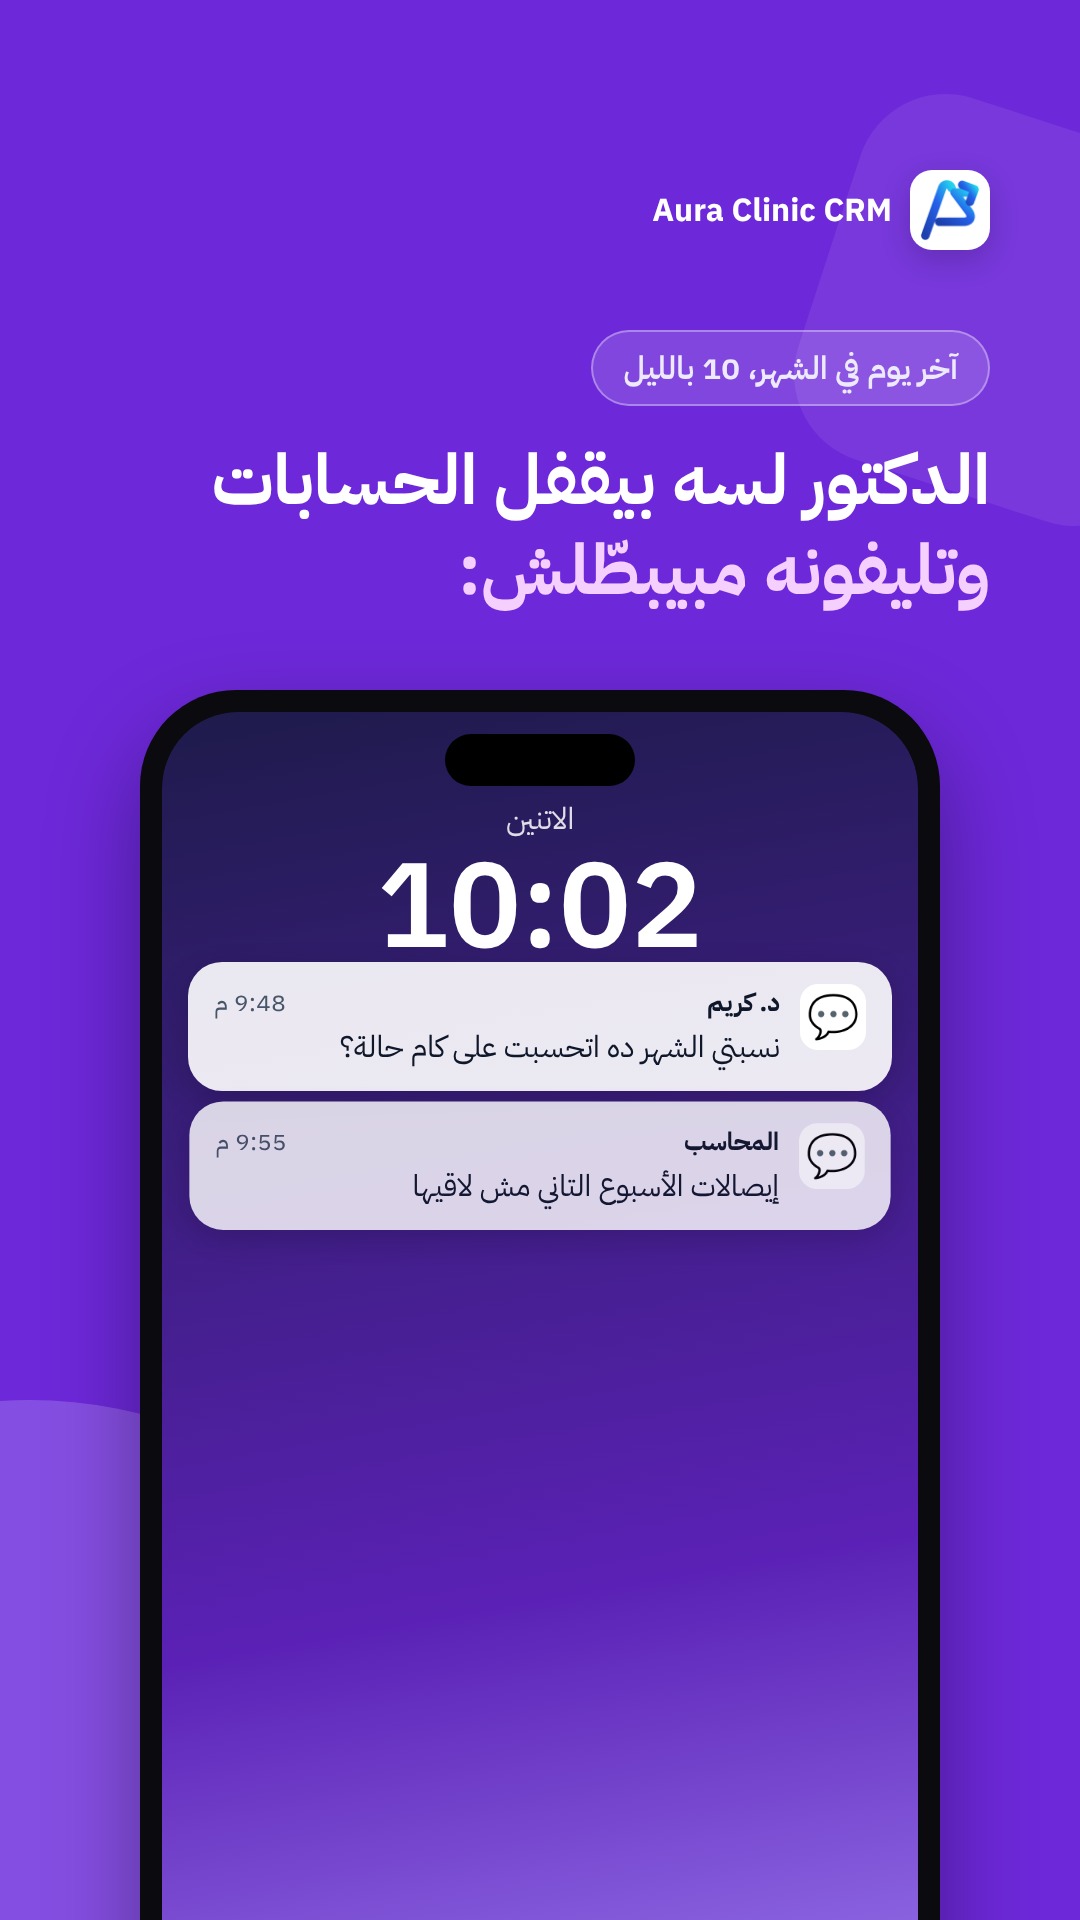 Aura Clinic CRM
آخر يوم في الشهر، 10 بالليل
الدكتور لسه بيقفل الحسابات
وتليفونه مبيبطّلش:
الاتنين
10:02
د. كريم
9:48 م
نسبتي الشهر ده اتحسبت على كام حالة؟
المحاسب
9:55 م
إيصالات الأسبوع التاني مش لاقيها